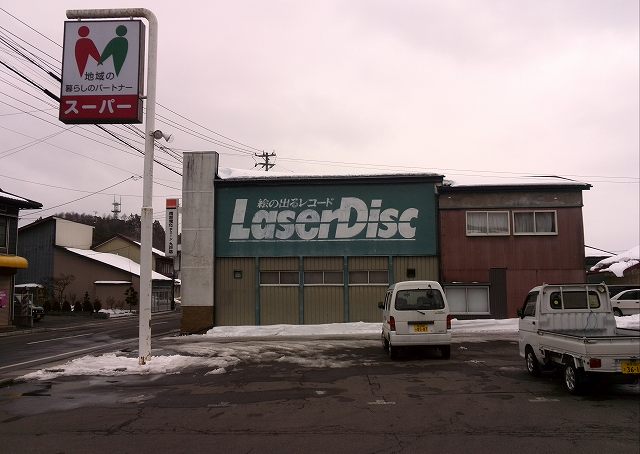 地域の
暮らしのパートナー
スーパー
絵の出るレコード
LaserDisc